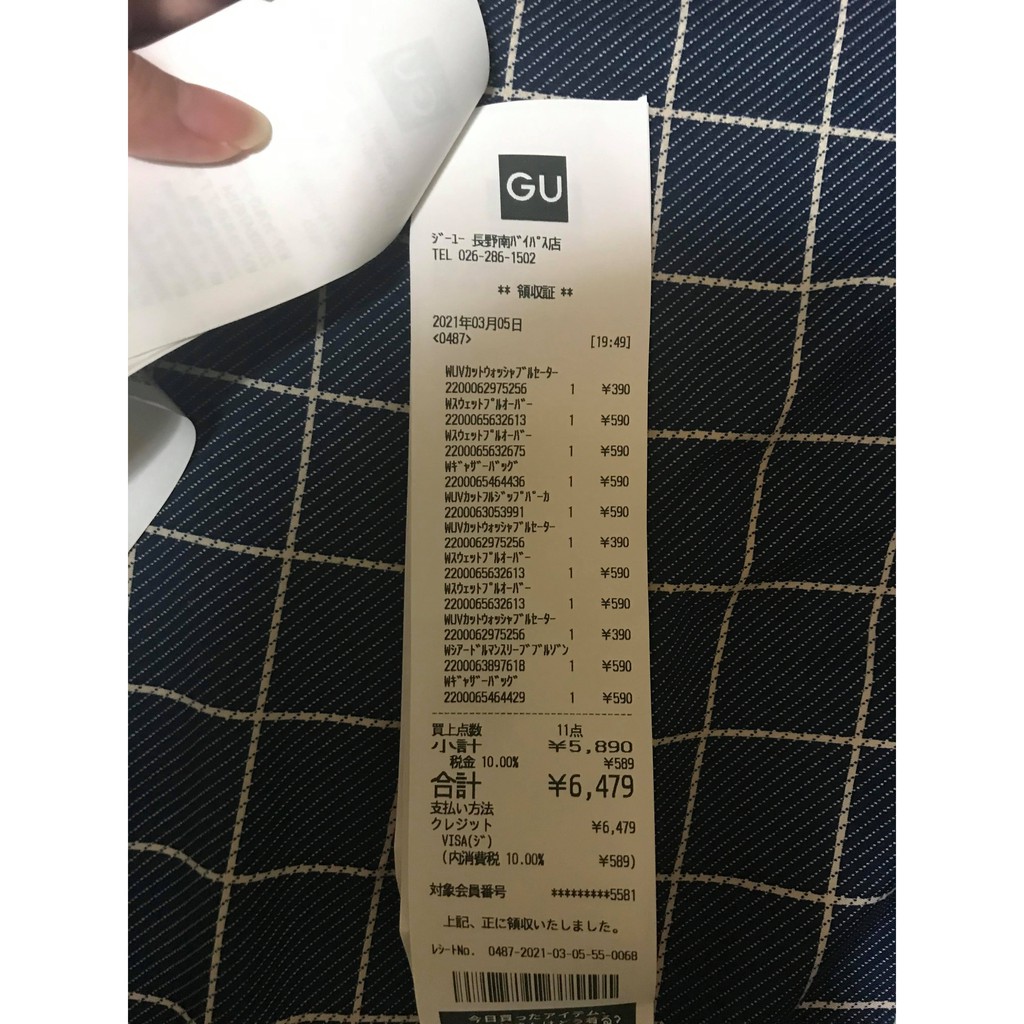 GU
ｼﾞｰﾕｰ 長野南ﾊﾞｲﾊﾟｽ店
TEL 026-286-1502
** 領収証 **
2021年03月05日
<0487> [19:49]
WUVｶｯﾄｳｫｯｼｬﾌﾞﾙｾｰﾀｰ
2200062975256 1 ¥390
Wｽｳｪｯﾄﾌﾟﾙｵｰﾊﾞｰ
2200065632613 1 ¥590
Wｽｳｪｯﾄﾌﾟﾙｵｰﾊﾞｰ
2200065632675 1 ¥590
Wｷﾞｬｻﾞｰﾊﾞｯｸﾞ
2200065464436 1 ¥590
WUVｶｯﾄﾌﾙｼﾞｯﾌﾟﾊﾟｰｶ
2200063053991 1 ¥590
WUVｶｯﾄｳｫｯｼｬﾌﾞﾙｾｰﾀｰ
2200062975256 1 ¥390
Wｽｳｪｯﾄﾌﾟﾙｵｰﾊﾞｰ
2200065632613 1 ¥590
Wｽｳｪｯﾄﾌﾟﾙｵｰﾊﾞｰ
2200065632613 1 ¥590
WUVｶｯﾄｳｫｯｼｬﾌﾞﾙｾｰﾀｰ
2200062975256 1 ¥390
Wｼｱｰﾄﾞﾙﾏﾝｽﾘｰﾌﾞﾌﾞﾙｿﾞﾝ
2200063897618 1 ¥590
Wｷﾞｬｻﾞｰﾊﾞｯｸﾞ
2200065464429 1 ¥590
買上点数 11点
小計 ¥5,890
税金 10.00% ¥589
合計 ¥6,479
支払い方法
クレジット ¥6,479
VISA(ｼﾞ)
(内消費税 10.00% ¥589)
対象会員番号 *********5581
上記、正に領収いたしました。
ﾚｼｰﾄNo. 0487-2021-03-05-55-0068
今日買ったアイテム、